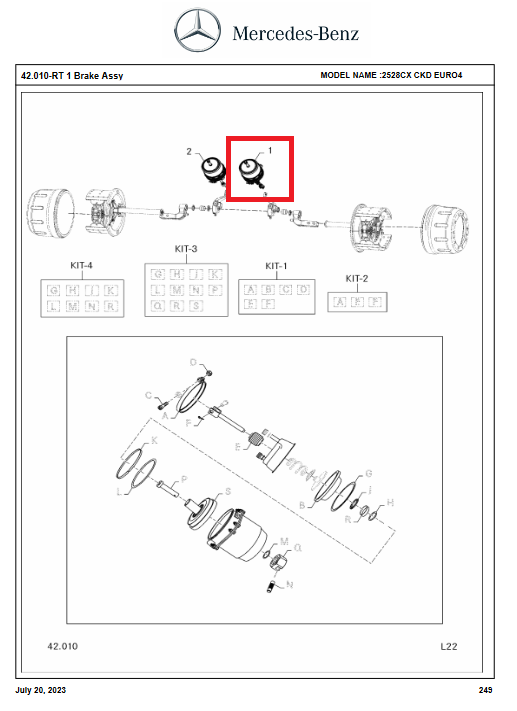 Mercedes-Benz
42.010-RT 1 Brake Assy MODEL NAME :2528CX CKD EURO4
2 1
KIT-4 KIT-3 KIT-1 KIT-2
G H J K
L M N R
G H J K
L M N P
Q R S
A B C D
E F
A E F
D
C
A
F
E
K
L
P
S
B
G
J
H
R
M
Q
N
42.010 L22
July 20, 2023 249